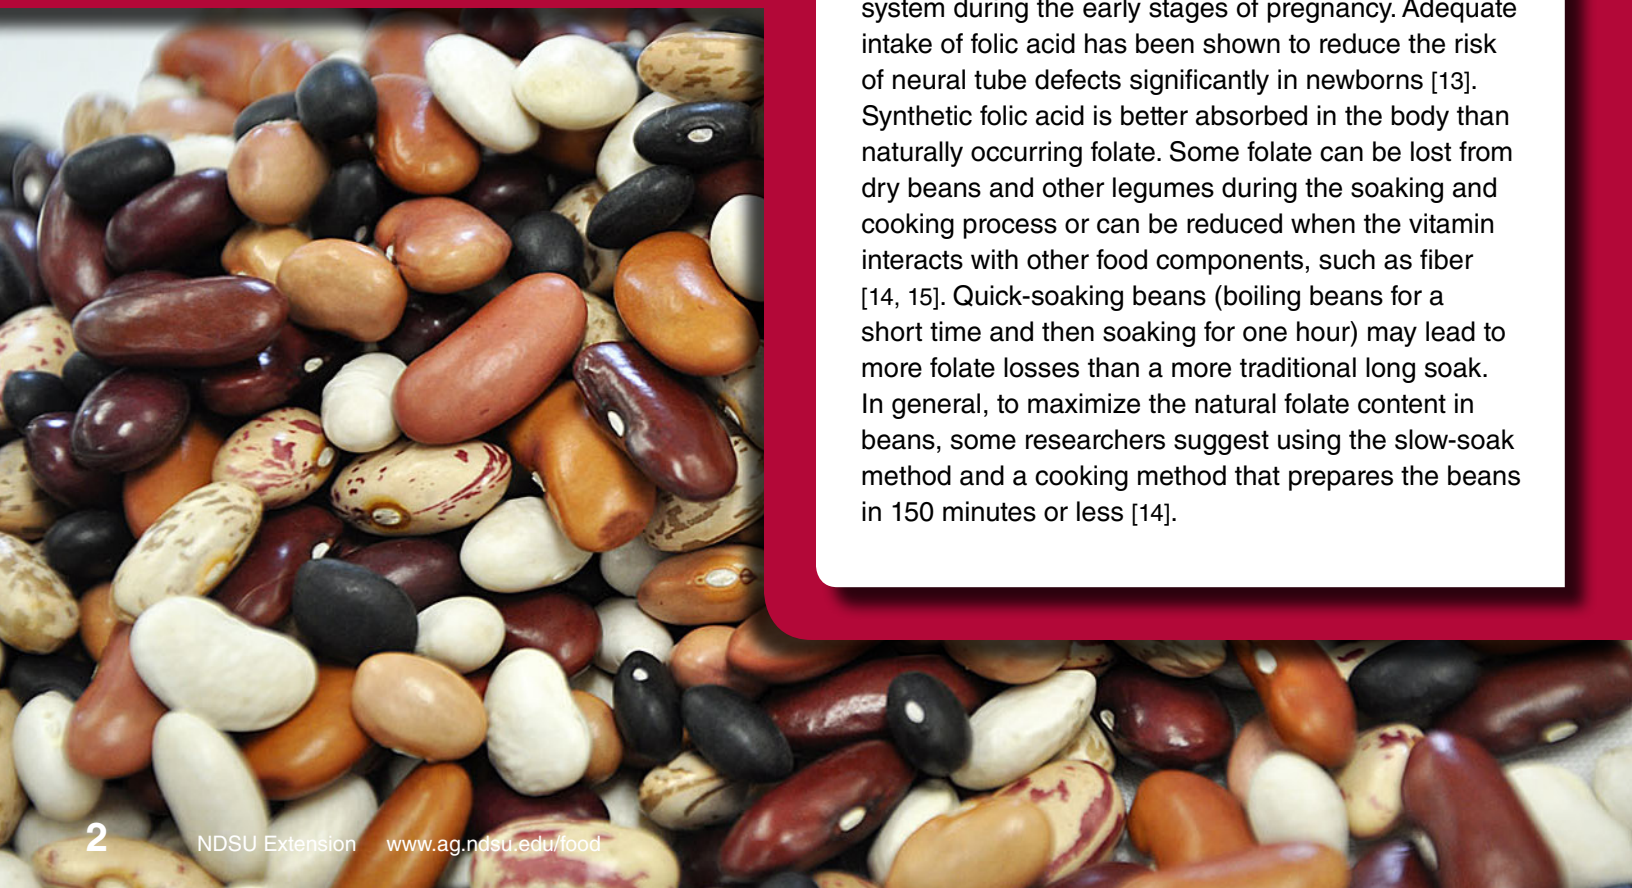 system during the early stages of pregnancy. Adequate
intake of folic acid has been shown to reduce the risk
of neural tube defects significantly in newborns [13].
Synthetic folic acid is better absorbed in the body than
naturally occurring folate. Some folate can be lost from
dry beans and other legumes during the soaking and
cooking process or can be reduced when the vitamin
interacts with other food components, such as fiber
[14, 15]. Quick-soaking beans (boiling beans for a
short time and then soaking for one hour) may lead to
more folate losses than a more traditional long soak.
In general, to maximize the natural folate content in
beans, some researchers suggest using the slow-soak
method and a cooking method that prepares the beans
in 150 minutes or less [14].
2 NDSU Extension www.ag.ndsu.edu/food